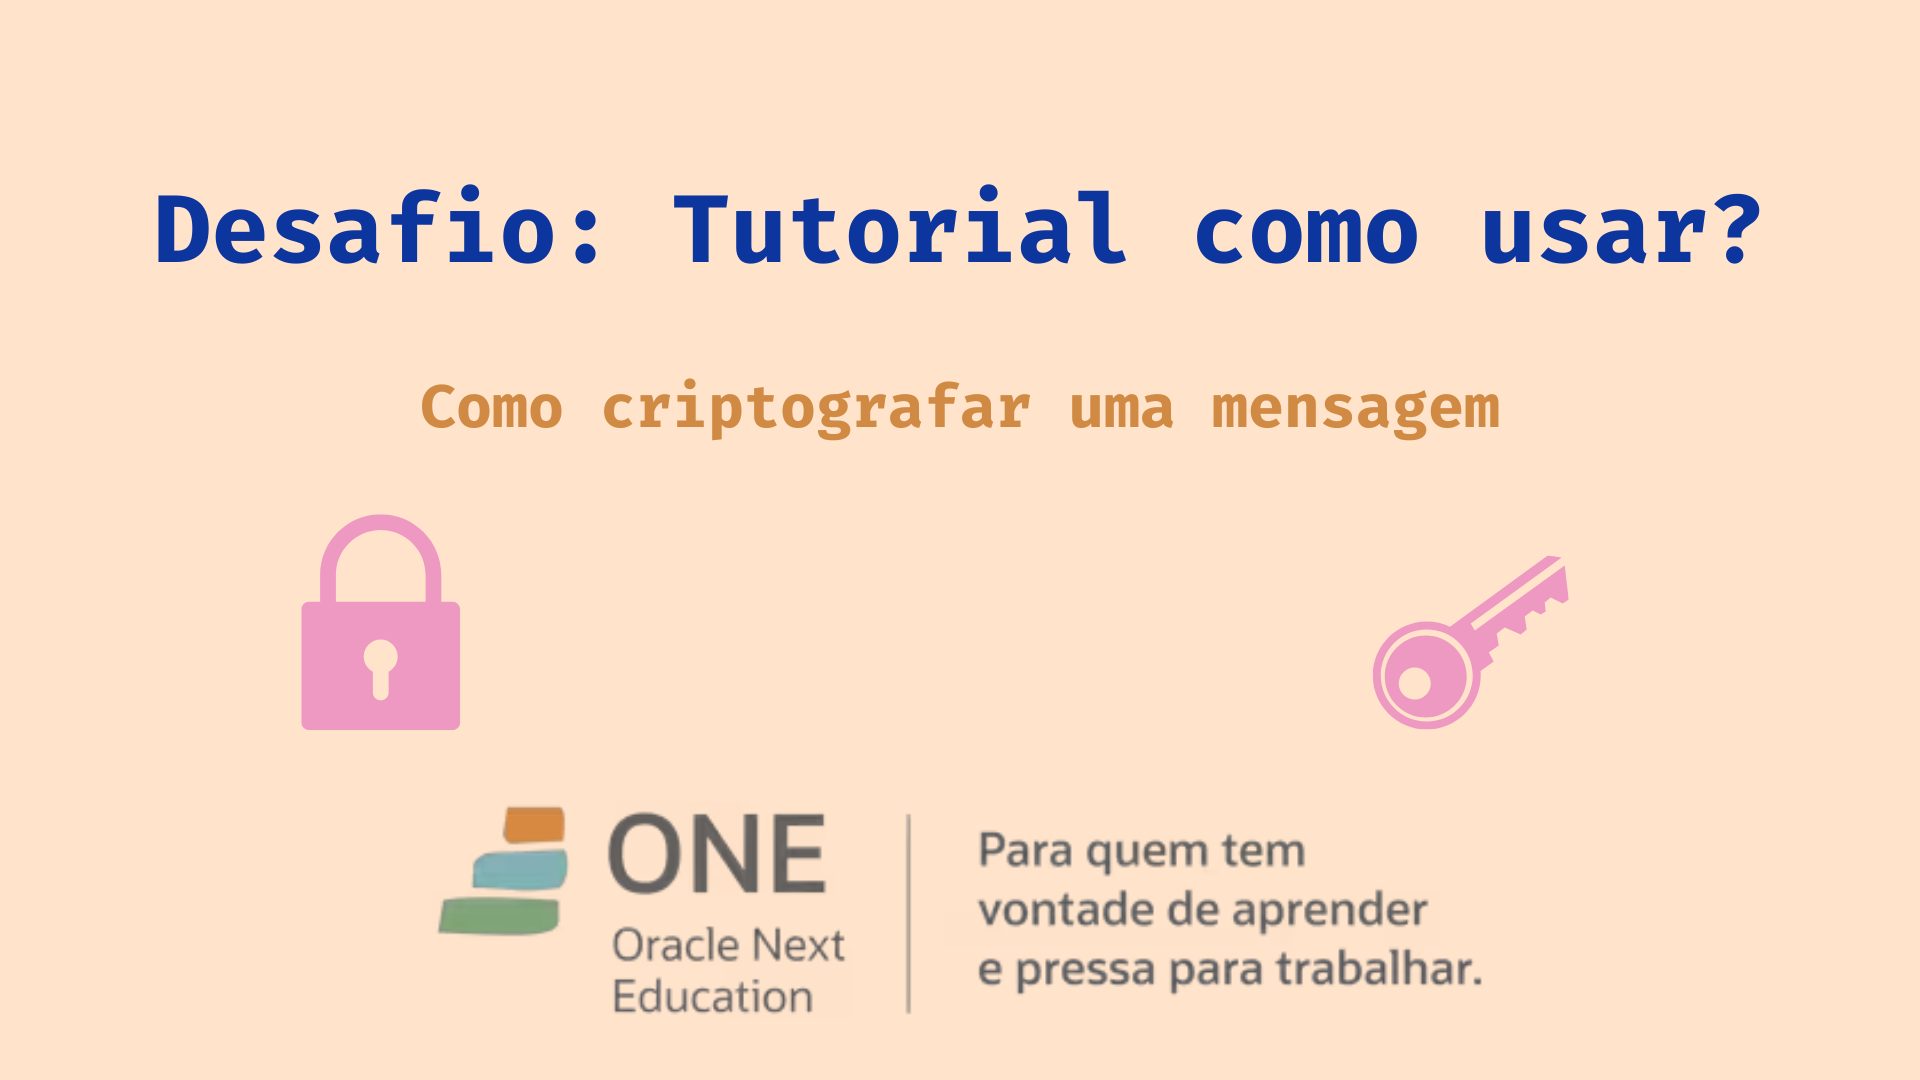 Desafio: Tutorial como usar?
Como criptografar uma mensagem
ONE
Oracle Next
Education
Para quem tem
vontade de aprender
e pressa para trabalhar.